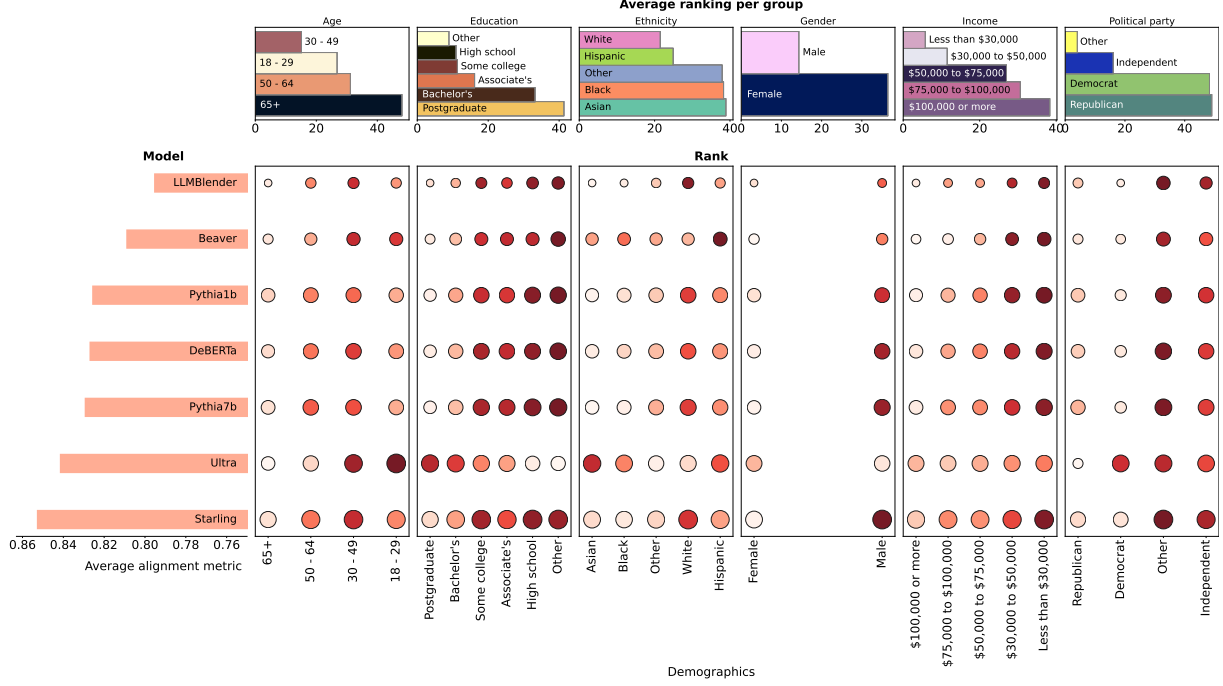 Average ranking per group
Age
Education
Ethnicity
Gender
Income
Political party
30 - 49
18 - 29
50 - 64
65+
0 20 40
Other
High school
Some college
Associate's
Bachelor's
Postgraduate
0 20 40
White
Hispanic
Other
Black
Asian
0 20 40
Male
Female
0 10 20 30
Less than $30,000
$30,000 to $50,000
$50,000 to $75,000
$75,000 to $100,000
$100,000 or more
0 20 40
Other
Independent
Democrat
Republican
0 20 40
Model
Rank
LLMBlender
Beaver
Pythia1b
DeBERTa
Pythia7b
Ultra
Starling
0.86 0.84 0.82 0.80 0.78 0.76
Average alignment metric
65+
50 - 64
30 - 49
18 - 29
Postgraduate
Bachelor's
Some college
Associate's
High school
Other
Asian
Black
Other
White
Hispanic
Female
Male
$100,000 or more
$75,000 to $100,000
$50,000 to $75,000
$30,000 to $50,000
Less than $30,000
Republican
Democrat
Other
Independent
Demographics